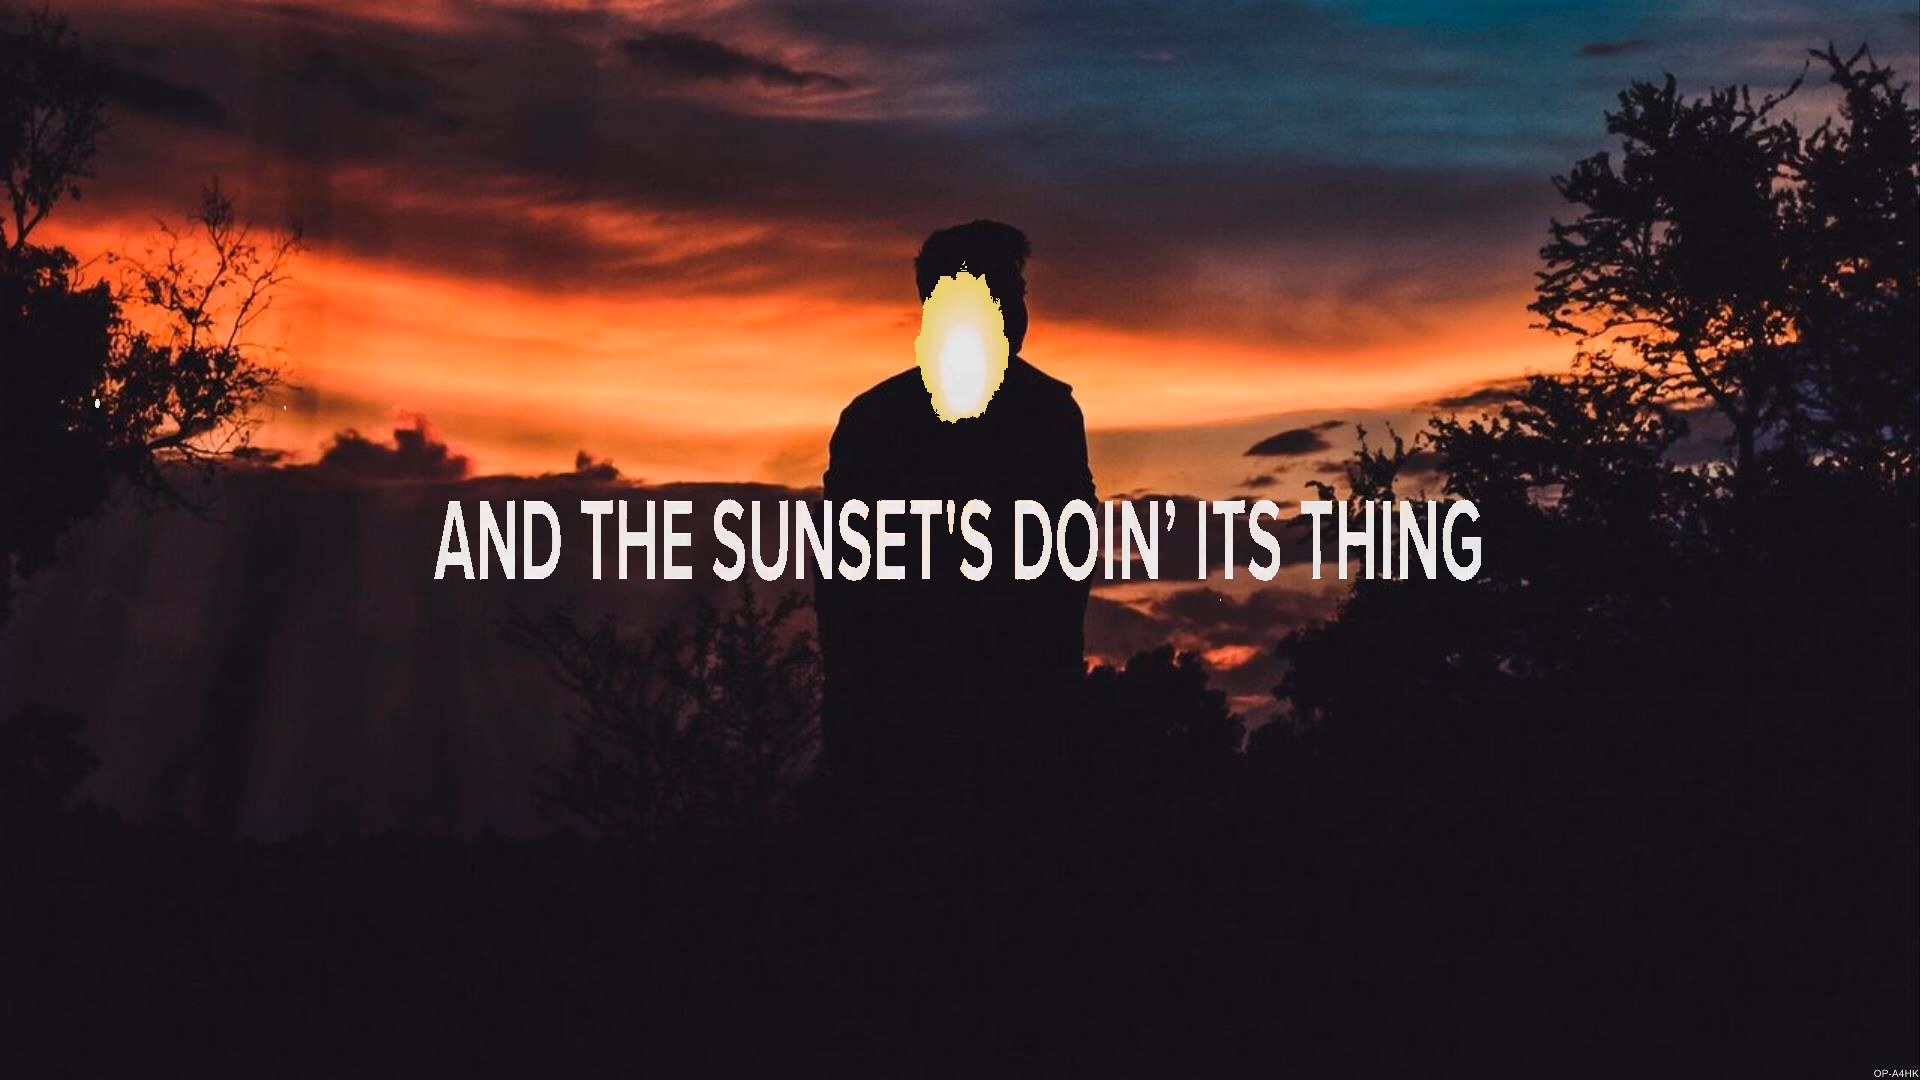 AND THE SUNSET'S DOIN’ ITS THING
OP-A4HK